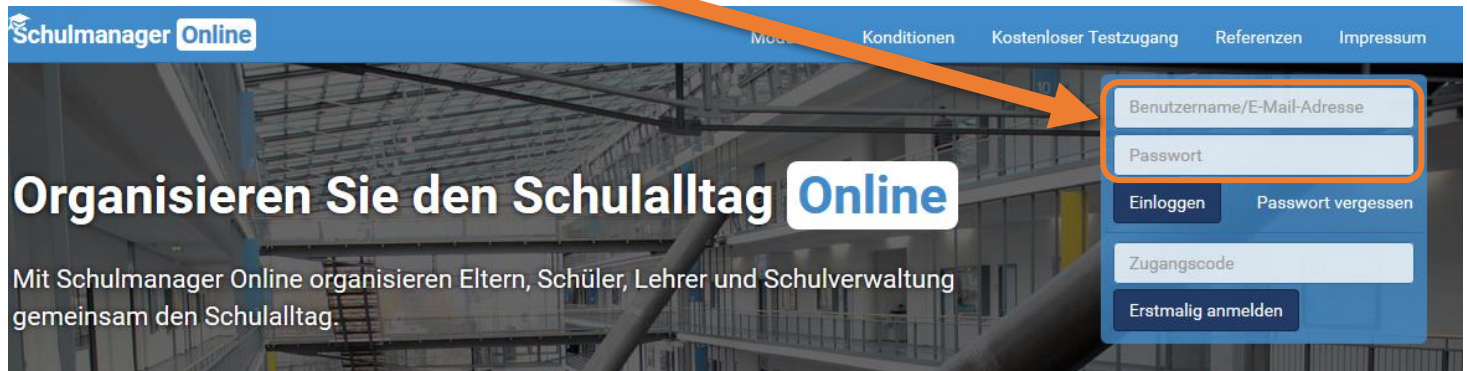 Schulmanager Online
Konditionen
Kostenloser Testzugang
Referenzen
Impressum
10
Benutzername/E-Mail-Adresse
Passwort
Organisieren Sie den Schulalltag Online
Einloggen
Passwort vergessen
Mit Schulmanager Online organisieren Eltern, Schüler, Lehrer und Schulverwaltung
gemeinsam den Schulalltag.
Zugangscode
Erstmalig anmelden